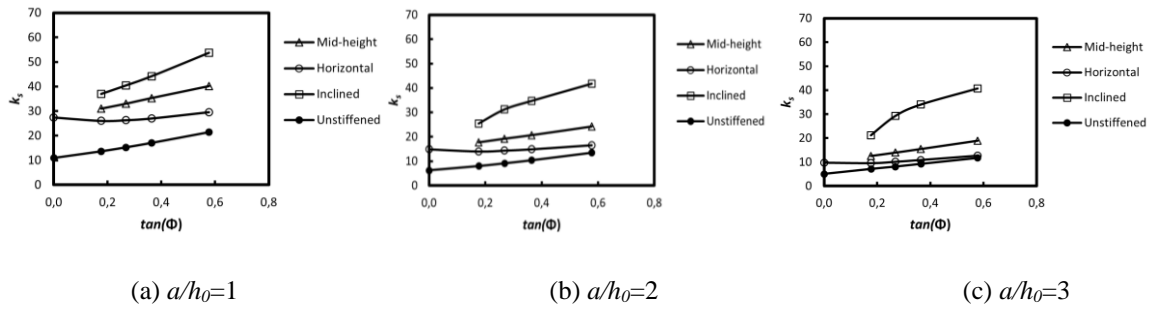 70
60
50
40
30
20
10
0
k_s
0,0 0,2 0,4 0,6 0,8
tan(Φ)
Mid-height
Horizontal
Inclined
Unstiffened
(a) a/h₀=1
70
60
50
40
30
20
10
0
k_s
0,0 0,2 0,4 0,6 0,8
tan(Φ)
Mid-height
Horizontal
Inclined
Unstiffened
(b) a/h₀=2
70
60
50
40
30
20
10
0
k_s
0,0 0,2 0,4 0,6 0,8
tan(Φ)
Mid-height
Horizontal
Inclined
Unstiffened
(c) a/h₀=3